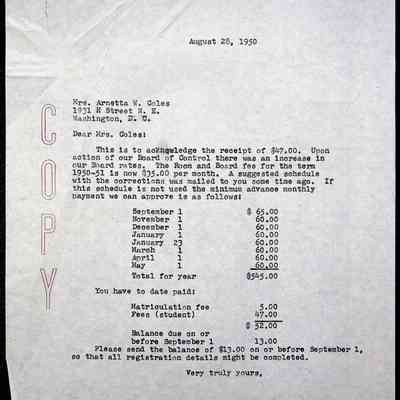 August 28, 1950
COPY
Mrs. Arnetta W. Coles
1931 H Street N. E.
Washington, D. C.
Dear Mrs. Coles:
This is to acknowledge the receipt of $47.00. Upon
action of our Board of Control there was an increase in
our Board rates. The Room and Board fee for the term
1950-51 is now $35.00 per month. A suggested schedule
with the corrections was mailed to you some time ago. If
this schedule is not used the minimum advance monthly
payment we can approve is as follows:
September 1 $ 65.00
November 1 60.00
December 1 60.00
January 1 60.00
January 23 60.00
March 1 60.00
April 1 60.00
May 1 60.00
Total for year $545.00
You have to date paid:
Matriculation fee 5.00
Fees (student) 47.00
$ 52.00
Balance due on or
before September 1 13.00
Please send the balance of $13.00 on or before September 1,
so that all registration details might be completed.
Very truly yours,